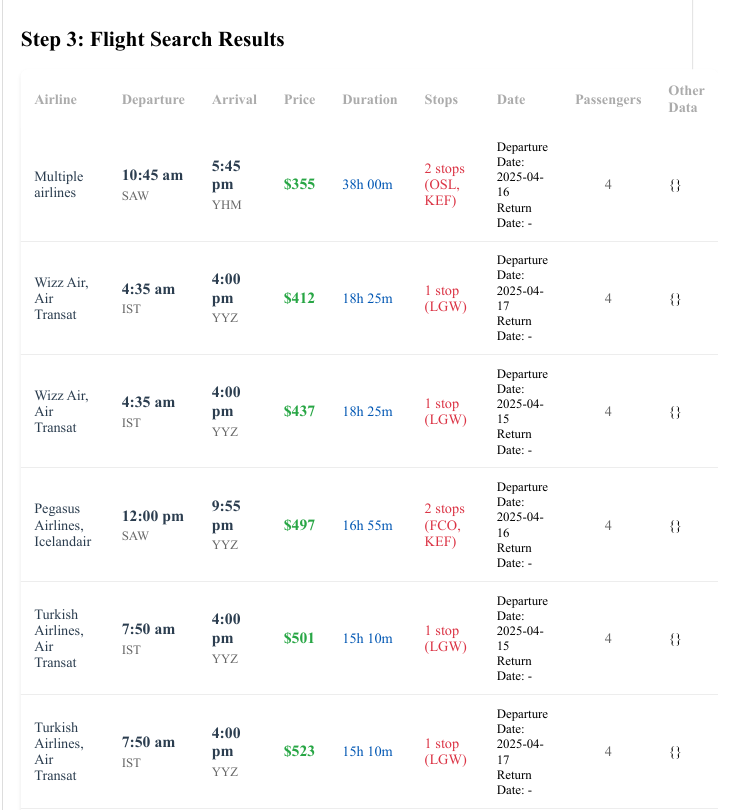 Step 3: Flight Search Results
Airline Departure Arrival Price Duration Stops Date Passengers Other Data
Multiple airlines 10:45 am SAW 5:45 pm YHM $355 38h 00m 2 stops (OSL, KEF) Departure Date: 2025-04-16 Return Date: - 4 {}
Wizz Air, Air Transat 4:35 am IST 4:00 pm YYZ $412 18h 25m 1 stop (LGW) Departure Date: 2025-04-17 Return Date: - 4 {}
Wizz Air, Air Transat 4:35 am IST 4:00 pm YYZ $437 18h 25m 1 stop (LGW) Departure Date: 2025-04-15 Return Date: - 4 {}
Pegasus Airlines, Icelandair 12:00 pm SAW 9:55 pm YYZ $497 16h 55m 2 stops (FCO, KEF) Departure Date: 2025-04-16 Return Date: - 4 {}
Turkish Airlines, Air Transat 7:50 am IST 4:00 pm YYZ $501 15h 10m 1 stop (LGW) Departure Date: 2025-04-15 Return Date: - 4 {}
Turkish Airlines, Air Transat 7:50 am IST 4:00 pm YYZ $523 15h 10m 1 stop (LGW) Departure Date: 2025-04-17 Return Date: - 4 {}